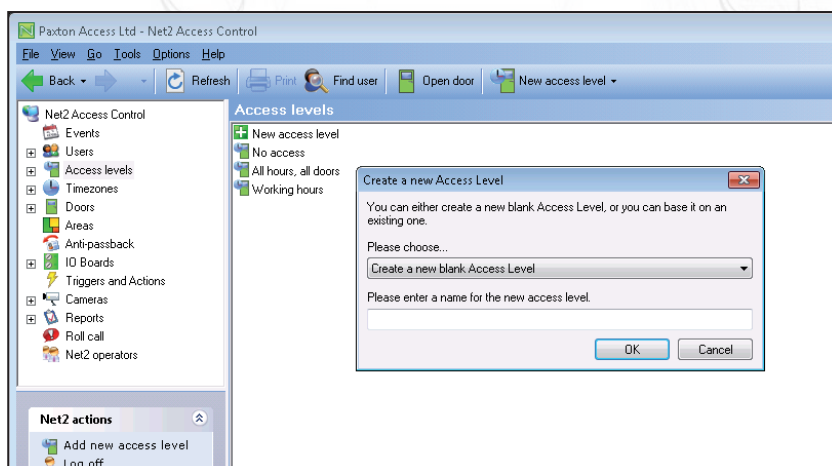 Paxton Access Ltd - Net2 Access Control
File View Go Tools Options Help
Back Refresh Print Find user Open door New access level
Net2 Access Control
Events
Users
Access levels
Timezones
Doors
Areas
Anti-passback
IO Boards
Triggers and Actions
Cameras
Reports
Roll call
Net2 operators
Net2 actions
Add new access level
Log off
Access levels
New access level
No access
All hours, all doors
Working hours
Create a new Access Level
You can either create a new blank Access Level, or you can base it on an
existing one.
Please choose...
Create a new blank Access Level
Please enter a name for the new access level.
OK Cancel